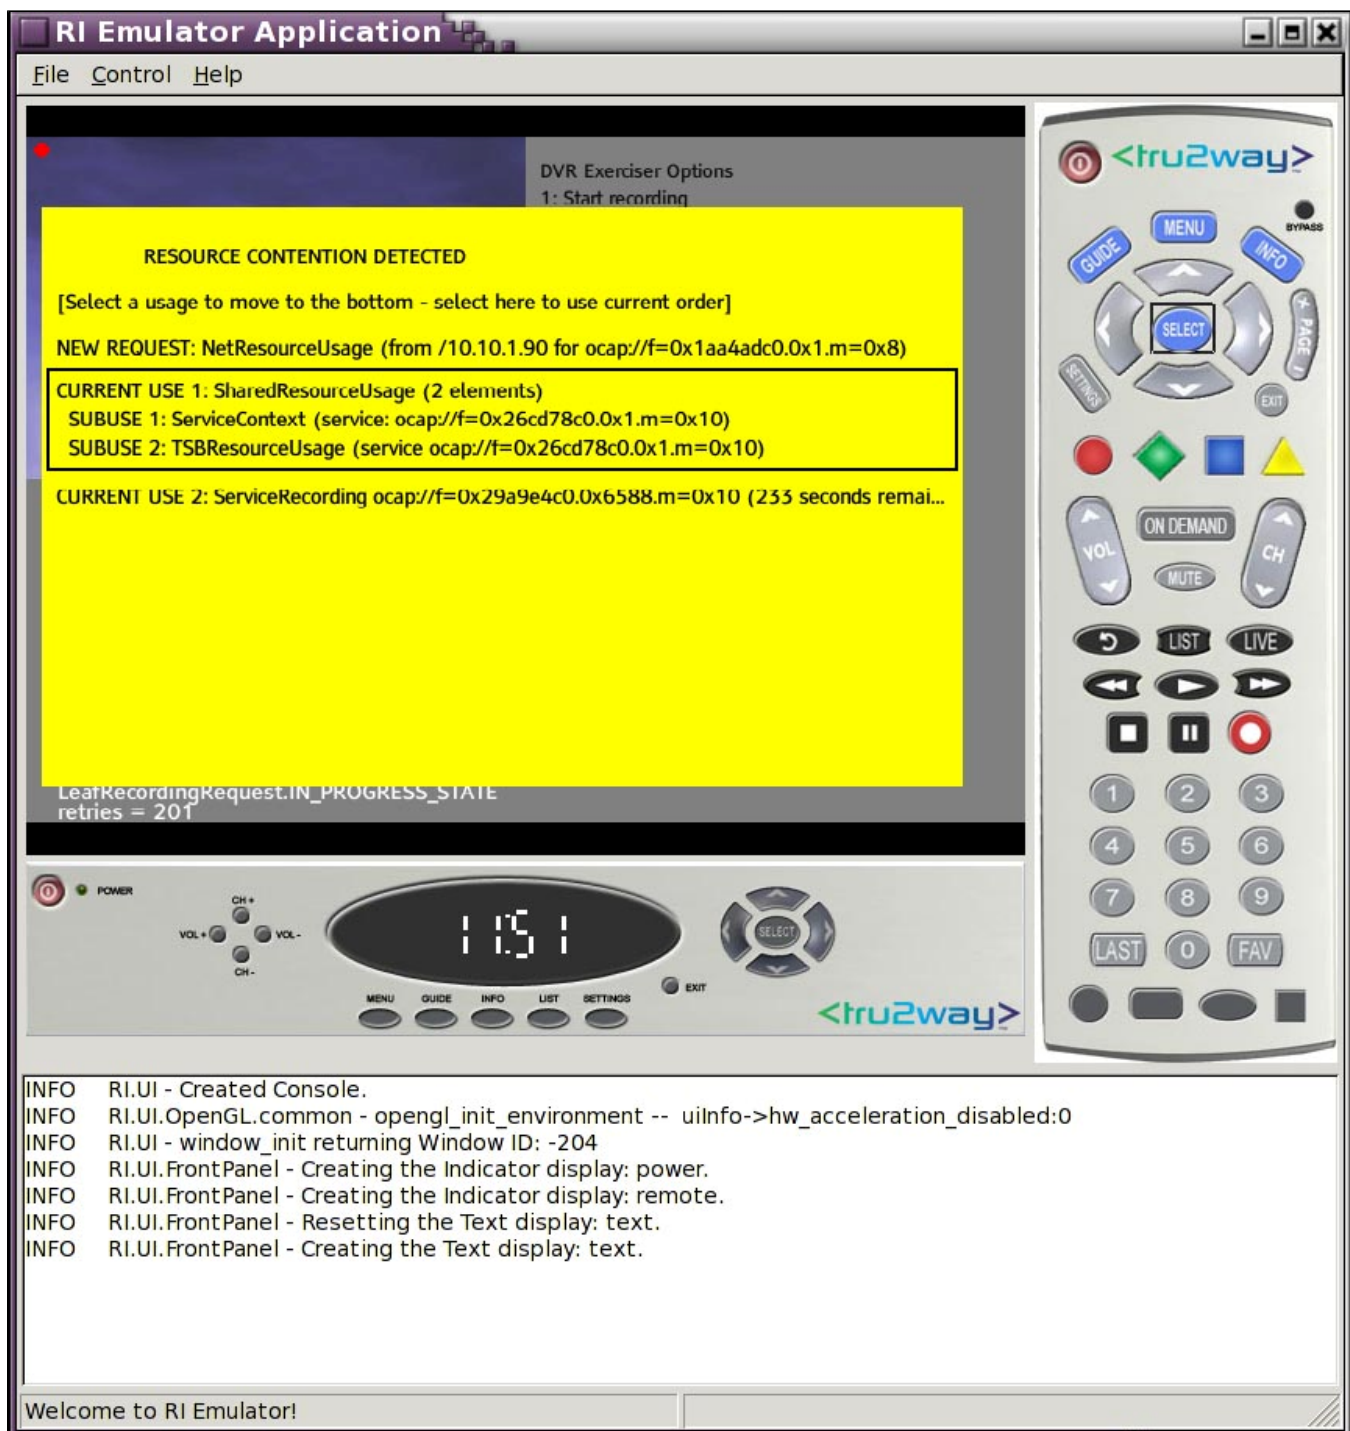 RI Emulator Application
File Control Help
DVR Exerciser Options
1: Start recording
RESOURCE CONTENTION DETECTED
[Select a usage to move to the bottom - select here to use current order]
NEW REQUEST: NetResourceUsage (from /10.10.1.90 for ocap://f=0x1aa4adc0.0x1.m=0x8)
CURRENT USE 1: SharedResourceUsage (2 elements)
SUBUSE 1: ServiceContext (service: ocap://f=0x26cd78c0.0x1.m=0x10)
SUBUSE 2: TSBResourceUsage (service ocap://f=0x26cd78c0.0x1.m=0x10)
CURRENT USE 2: ServiceRecording ocap://f=0x29a9e4c0.0x6588.m=0x10 (233 seconds remai...
LeafRecordingRequest.IN_PROGRESS_STATE
retries = 201
<tru2way>
BYPASS
GUIDE MENU INFO
SELECT
+ PAGE -
SETTINGS
EXIT
VOL ON DEMAND CH
MUTE
LIST LIVE
1 2 3
4 5 6
7 8 9
LAST 0 FAV
POWER
CH +
VOL + VOL -
CH -
11:51
SELECT
EXIT
MENU GUIDE INFO LIST SETTINGS
<tru2way>
INFO RI.UI - Created Console.
INFO RI.UI.OpenGL.common - opengl_init_environment -- uiInfo->hw_acceleration_disabled:0
INFO RI.UI - window_init returning Window ID: -204
INFO RI.UI.FrontPanel - Creating the Indicator display: power.
INFO RI.UI.FrontPanel - Creating the Indicator display: remote.
INFO RI.UI.FrontPanel - Resetting the Text display: text.
INFO RI.UI.FrontPanel - Creating the Text display: text.
Welcome to RI Emulator!